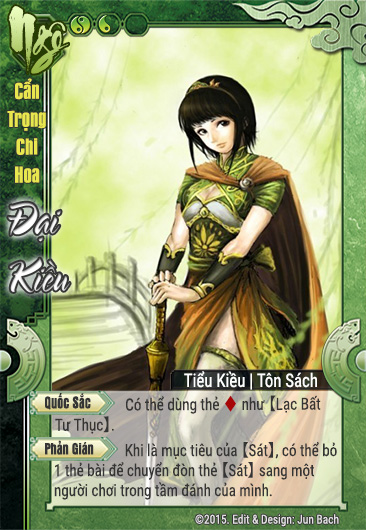 Ngô
Cẩn
Trọng
Chi
Hoa
Đại
Kiều
Tiểu Kiều | Tôn Sách
Quốc Sắc Có thể dùng thẻ ♦ như【Lạc Bất
Tư Thục】.
Phản Gián Khi là mục tiêu của【Sát】, có thể bỏ
1 thẻ bài để chuyển đòn thẻ【Sát】sang một
người chơi trong tầm đánh của mình.
©2015. Edit & Design: Jun Bach